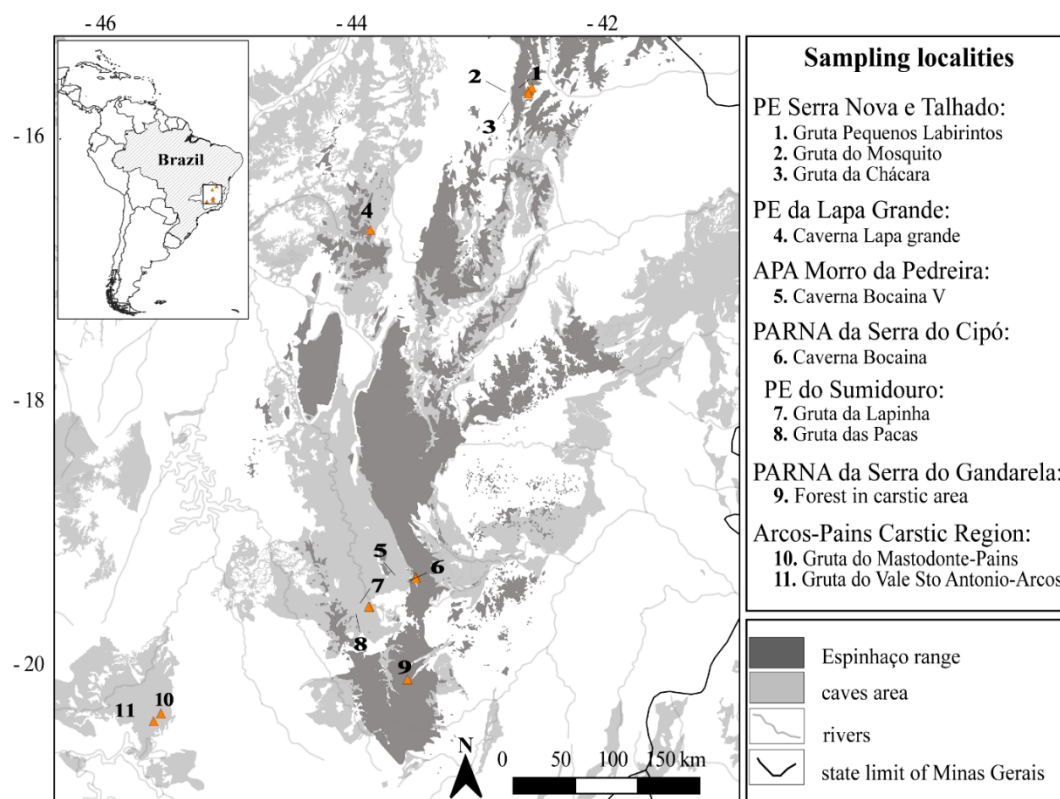 - 46
- 44
- 42
- 16
- 18
- 20
Brazil
1
2
3
4
5
6
7
8
9
10
11
N
0 50 100 150 km
Sampling localities
PE Serra Nova e Talhado:
1. Gruta Pequenos Labirintos
2. Gruta do Mosquito
3. Gruta da Chácara
PE da Lapa Grande:
4. Caverna Lapa grande
APA Morro da Pedreira:
5. Caverna Bocaina V
PARNA da Serra do Cipó:
6. Caverna Bocaina
PE do Sumidouro:
7. Gruta da Lapinha
8. Gruta das Pacas
PARNA da Serra do Gandarela:
9. Forest in carstic area
Arcos-Pains Carstic Region:
10. Gruta do Mastodonte-Pains
11. Gruta do Vale Sto Antonio-Arcos
Espinhaço range
caves area
rivers
state limit of Minas Gerais